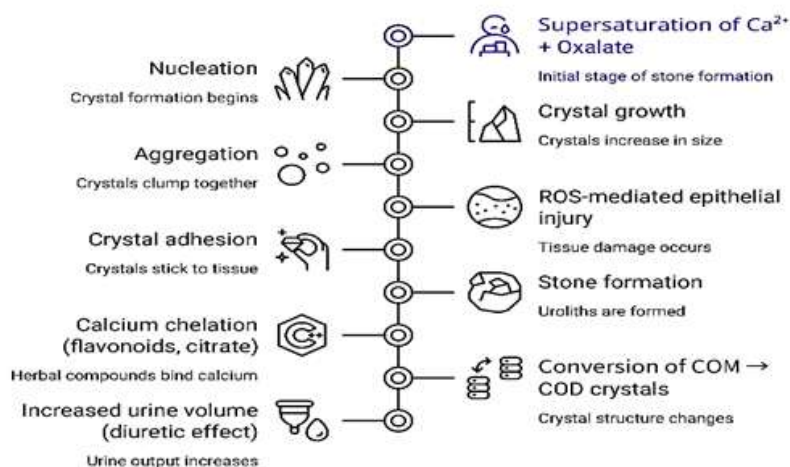 Supersaturation of Ca²⁺
+ Oxalate
Initial stage of stone formation
Nucleation
Crystal formation begins
Crystal growth
Crystals increase in size
Aggregation
Crystals clump together
ROS-mediated epithelial
injury
Tissue damage occurs
Crystal adhesion
Crystals stick to tissue
Stone formation
Uroliths are formed
Calcium chelation
(flavonoids, citrate)
Herbal compounds bind calcium
Conversion of COM →
COD crystals
Crystal structure changes
Increased urine volume
(diuretic effect)
Urine output increases